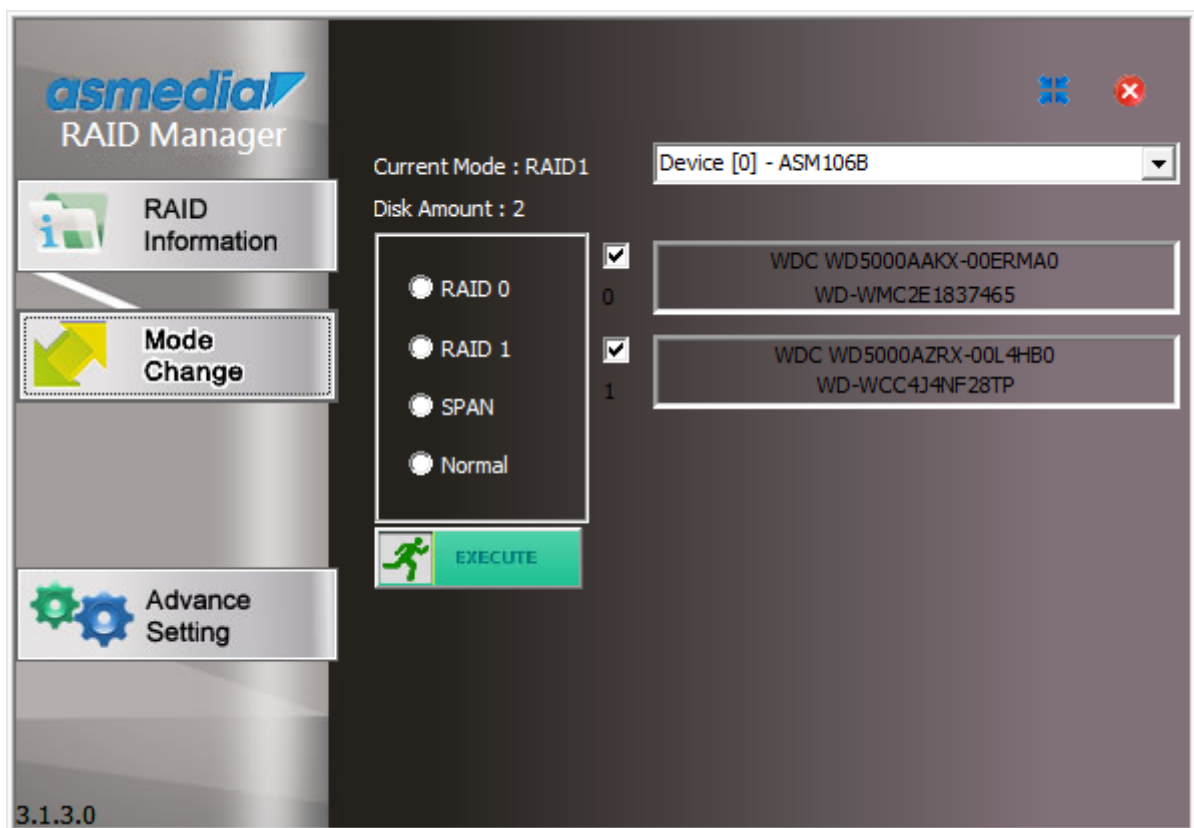 asmedia
RAID Manager
Current Mode : RAID1
Device [0] - ASM106B
Disk Amount : 2
RAID
Information
Mode
Change
Advance
Setting
RAID 0
RAID 1
SPAN
Normal
EXECUTE
0
WDC WD5000AAKX-00ERMA0
WD-WMC2E1837465
1
WDC WD5000AZRX-00L4HB0
WD-WCC4J4NF28TP
3.1.3.0